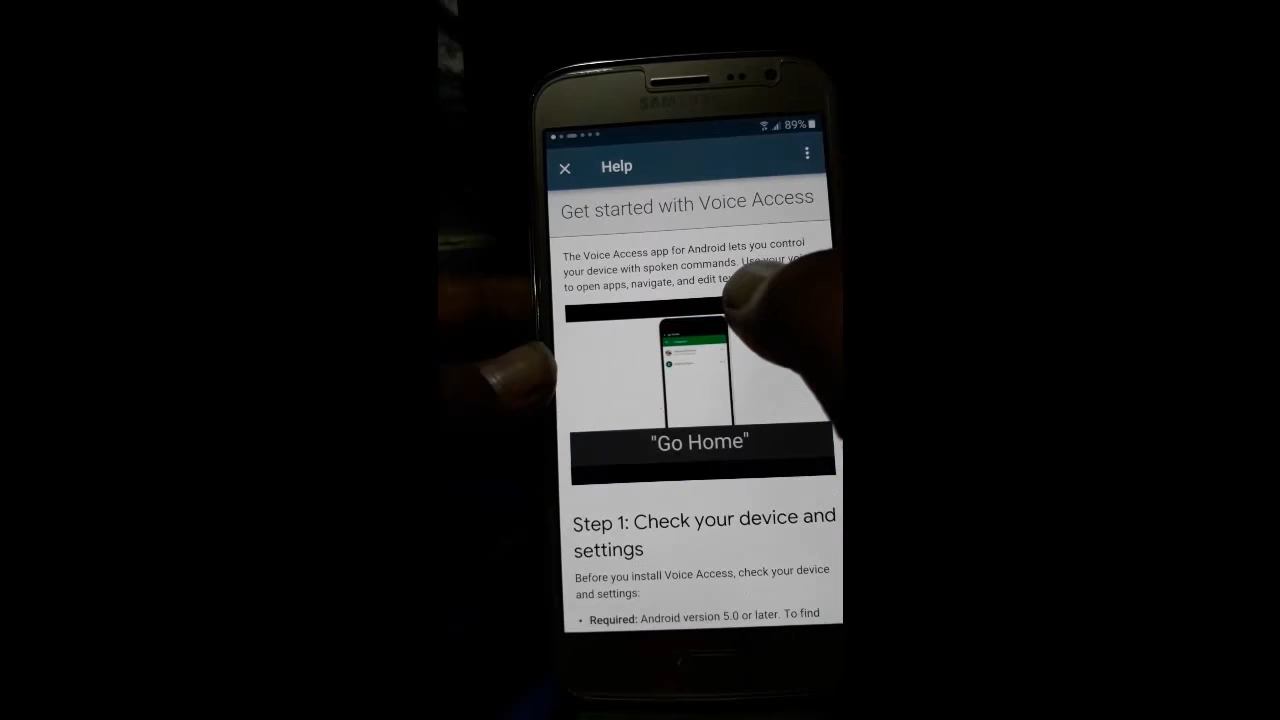 SAMSUNG
89%
Help
Get started with Voice Access
The Voice Access app for Android lets you control
your device with spoken commands. Use your
to open apps, navigate, and edit
"Go Home"
Step 1: Check your device and
settings
Before you install Voice Access, check your device
and settings:
• Required: Android version 5.0 or later. To find